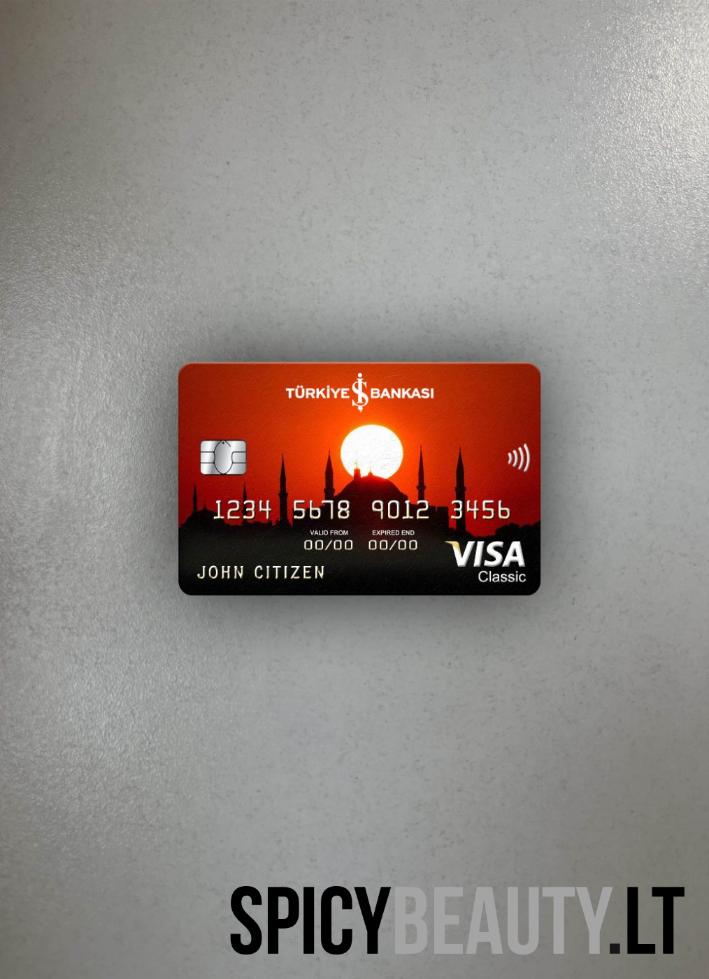 TÜRKİYE İŞ BANKASI
1234 5678 9012 3456
VALID FROM EXPIRED END
00/00 00/00
VISA
JOHN CITIZEN
Classic
SPICYBEAUTY.LT